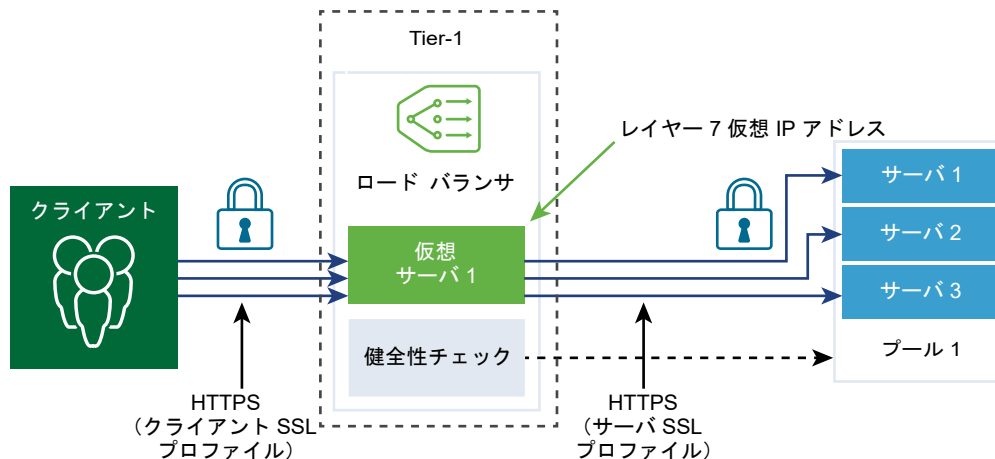 Tier-1
レイヤー 7 仮想 IP アドレス
ロード バランサ
クライアント
仮想
サーバ 1
サーバ 1
サーバ 2
サーバ 3
プール 1
健全性チェック
HTTPS
（クライアント SSL
プロファイル）
HTTPS
（サーバ SSL
プロファイル）